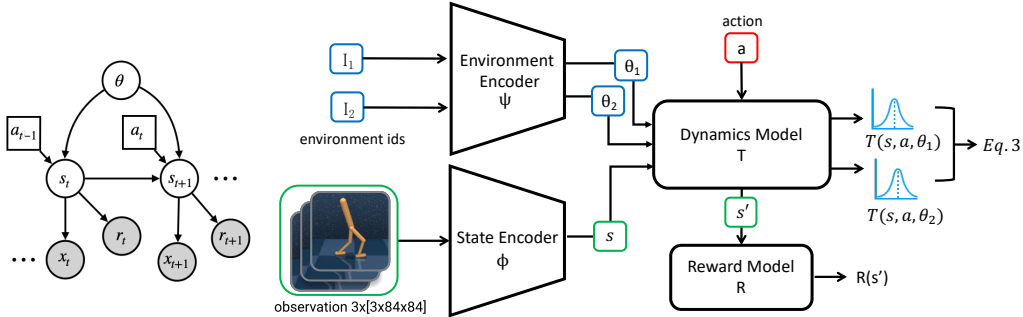 θ
a_{t−1}
a_t
s_t
s_{t+1}
...
r_t
r_{t+1}
...
x_t
x_{t+1}
I_1
I_2
environment ids
Environment
Encoder
ψ
θ_1
θ_2
observation 3x[3x84x84]
State Encoder
ϕ
s
action
a
Dynamics Model
T
T(s, a, θ_1)
T(s, a, θ_2)
Eq. 3
s′
Reward Model
R
R(s')